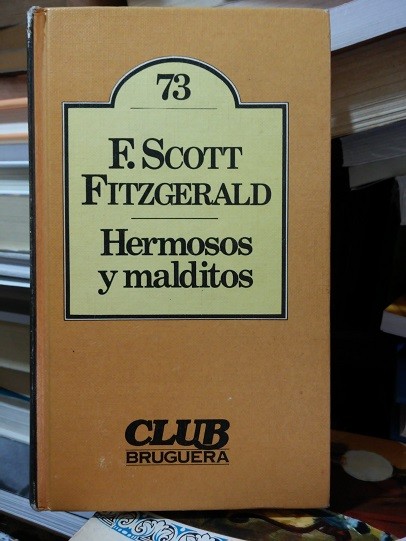 73
F. SCOTT
FITZGERALD
Hermosos
y malditos
CLUB
BRUGUERA